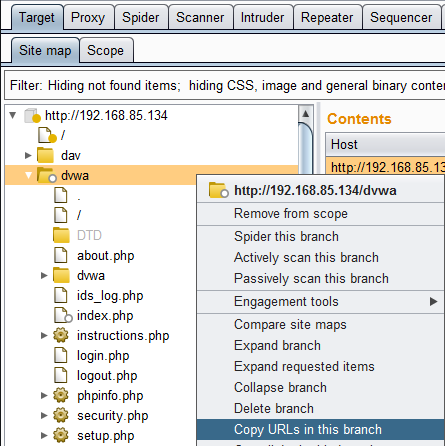 Target Proxy Spider Scanner Intruder Repeater Sequencer
Site map Scope
Filter: Hiding not found items; hiding CSS, image and general binary
http://192.168.85.134
/
dav
dvwa
.
/
DTD
about.php
dvwa
ids_log.php
index.php
instructions.php
login.php
logout.php
phpinfo.php
security.php
setup.php
Contents
Host
http://192.168.85.134
http://192.168.85.134/dvwa
Remove from scope
Spider this branch
Actively scan this branch
Passively scan this branch
Engagement tools
Compare site maps
Expand branch
Expand requested items
Collapse branch
Delete branch
Copy URLs in this branch